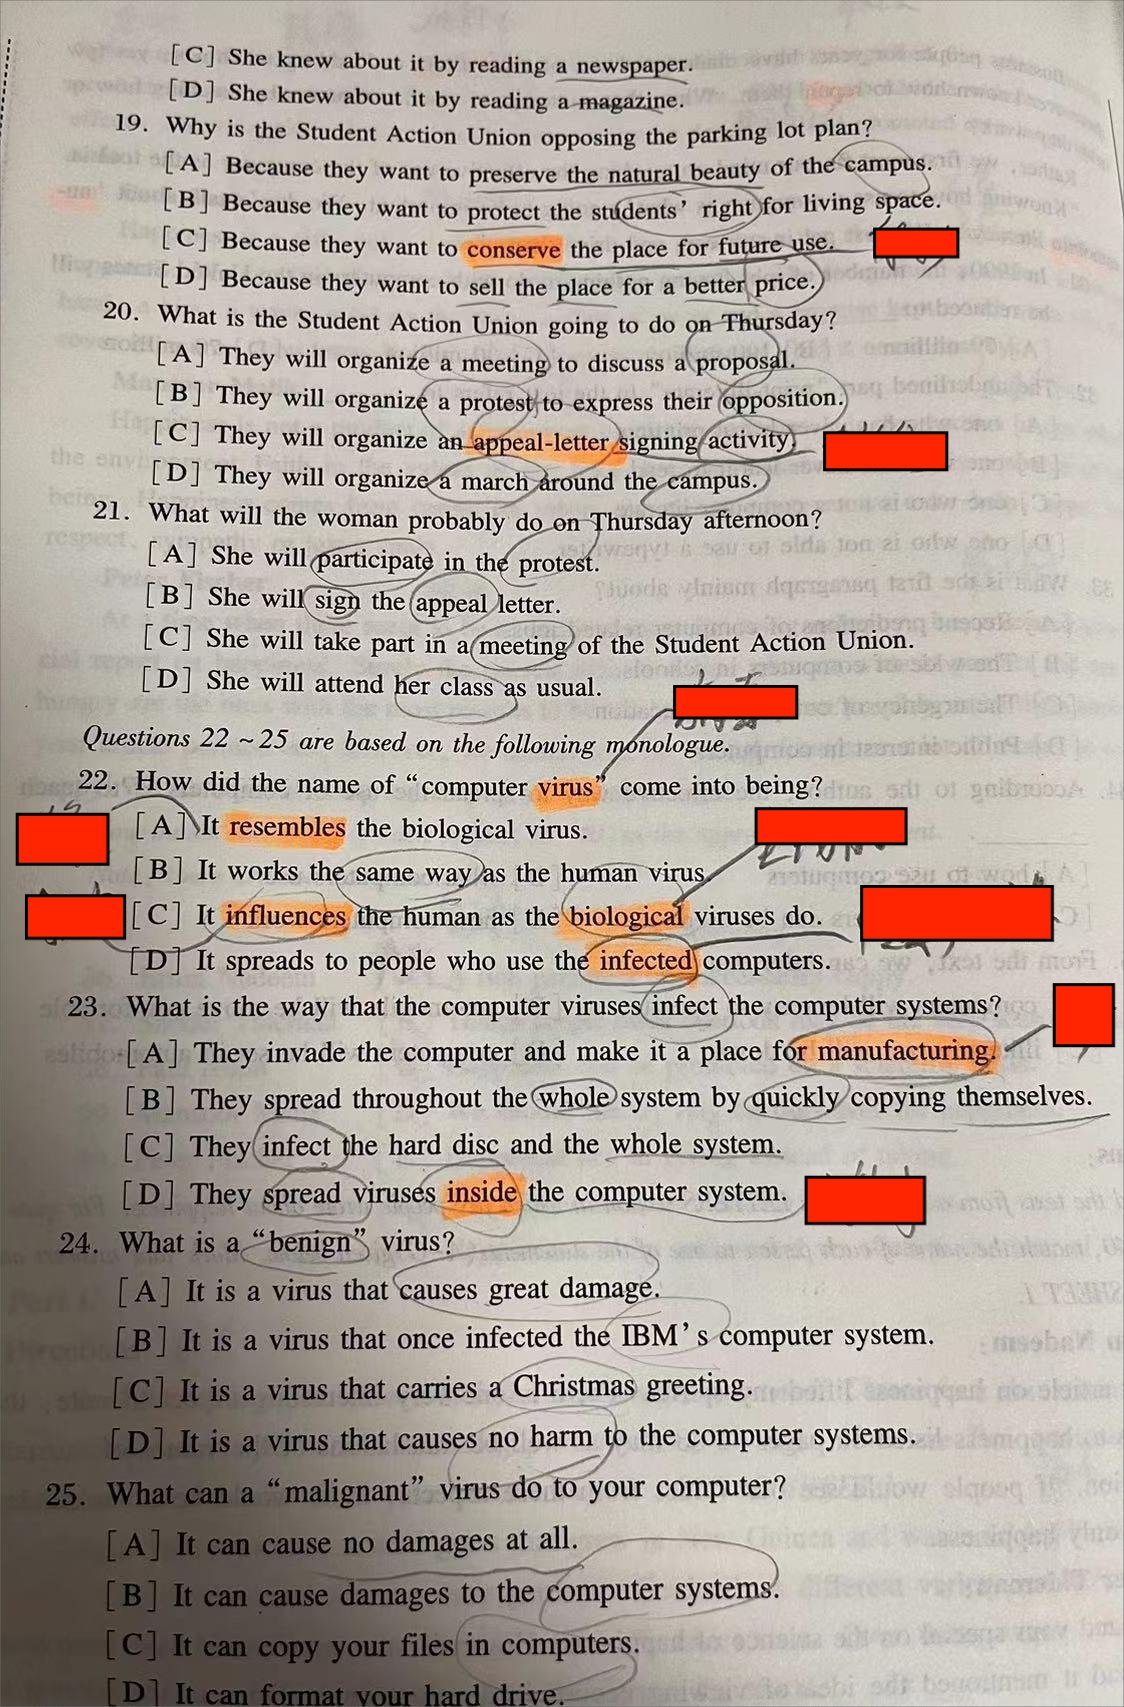 [C] She knew about it by reading a newspaper.
[D] She knew about it by reading a magazine.
19. Why is the Student Action Union opposing the parking lot plan?
[A] Because they want to preserve the natural beauty of the campus.
[B] Because they want to protect the students' right for living space.
[C] Because they want to conserve the place for future use.
[D] Because they want to sell the place for a better price.
20. What is the Student Action Union going to do on Thursday?
[A] They will organize a meeting to discuss a proposal.
[B] They will organize a protest to express their opposition.
[C] They will organize an appeal-letter signing activity.
[D] They will organize a march around the campus.
21. What will the woman probably do on Thursday afternoon?
[A] She will participate in the protest.
[B] She will sign the appeal letter.
[C] She will take part in a meeting of the Student Action Union.
[D] She will attend her class as usual.
Questions 22 ~ 25 are based on the following monologue.
22. How did the name of “computer virus” come into being?
[A] It resembles the biological virus.
[B] It works the same way as the human virus.
[C] It influences the human as the biological viruses do.
[D] It spreads to people who use the infected computers.
23. What is the way that the computer viruses infect the computer systems?
[A] They invade the computer and make it a place for manufacturing.
[B] They spread throughout the whole system by quickly copying themselves.
[C] They infect the hard disc and the whole system.
[D] They spread viruses inside the computer system.
24. What is a “benign” virus?
[A] It is a virus that causes great damage.
[B] It is a virus that once infected the IBM's computer system.
[C] It is a virus that carries a Christmas greeting.
[D] It is a virus that causes no harm to the computer systems.
25. What can a “malignant” virus do to your computer?
[A] It can cause no damages at all.
[B] It can cause damages to the computer systems.
[C] It can copy your files in computers.
[D] It can format your hard drive.